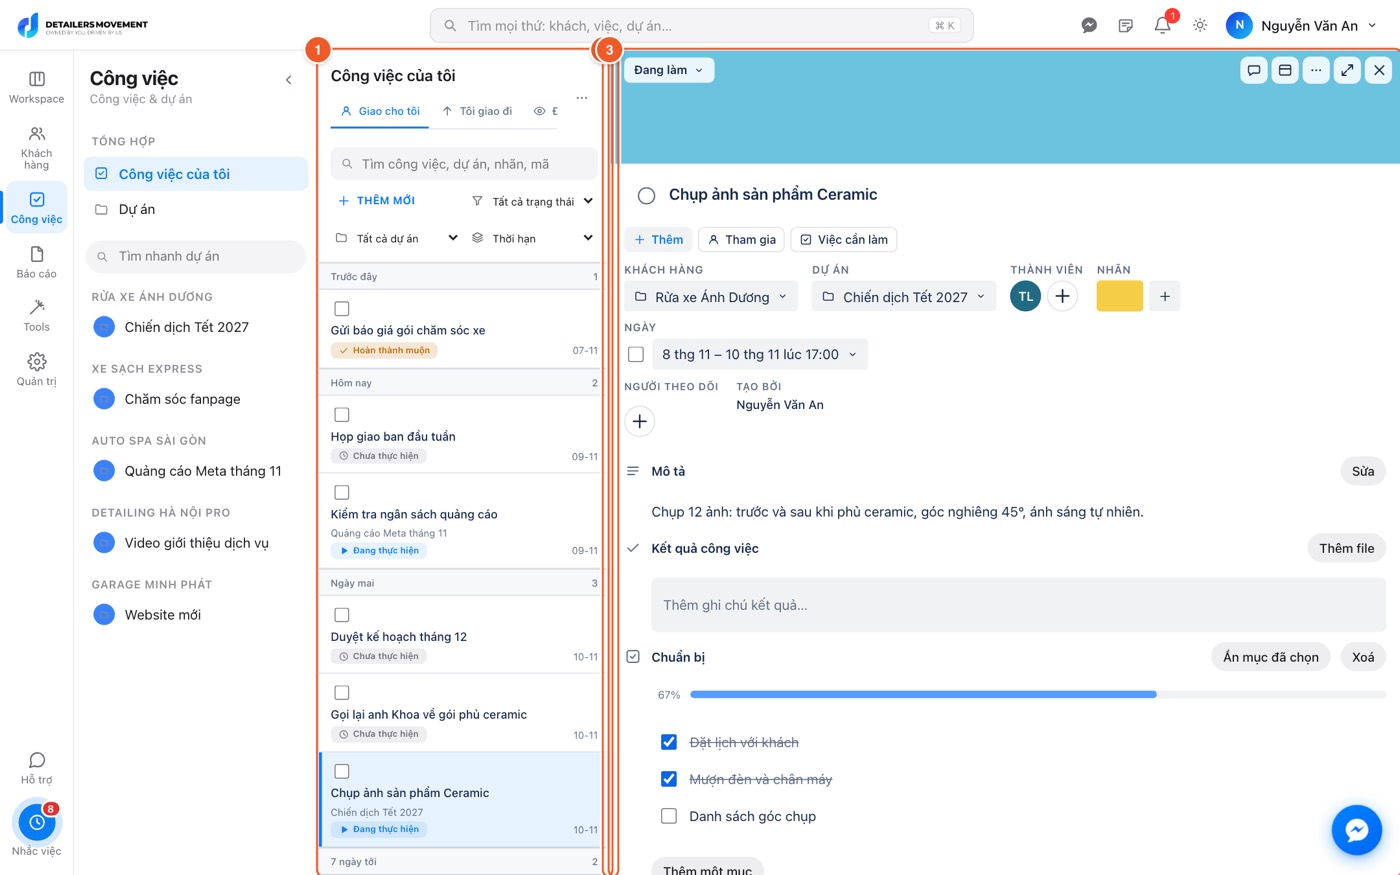 DETAILERS MOVEMENT
OWNED BY YOU, DRIVEN BY US
Tìm mọi thứ: khách, việc, dự án...
⌘ K
1
N
Nguyễn Văn An
Workspace
Khách hàng
Công việc
Báo cáo
Tools
Quản trị
Hỗ trợ
8
Nhắc việc
Công việc
Công việc & dự án
TỔNG HỢP
Công việc của tôi
Dự án
Tìm nhanh dự án
RỬA XE ÁNH DƯƠNG
Chiến dịch Tết 2027
XE SẠCH EXPRESS
Chăm sóc fanpage
AUTO SPA SÀI GÒN
Quảng cáo Meta tháng 11
DETAILING HÀ NỘI PRO
Video giới thiệu dịch vụ
GARAGE MINH PHÁT
Website mới
1
Công việc của tôi
Giao cho tôi
Tôi giao đi
Tìm công việc, dự án, nhãn, mã
THÊM MỚI
Tất cả trạng thái
Tất cả dự án
Thời hạn
Trước đây 1
Gửi báo giá gói chăm sóc xe
Hoàn thành muộn 07-11
Hôm nay 2
Họp giao ban đầu tuần
Chưa thực hiện 09-11
Kiểm tra ngân sách quảng cáo
Quảng cáo Meta tháng 11
Đang thực hiện 09-11
Ngày mai 3
Duyệt kế hoạch tháng 12
Chưa thực hiện 10-11
Gọi lại anh Khoa về gói phủ ceramic
Chưa thực hiện 10-11
Chụp ảnh sản phẩm Ceramic
Chiến dịch Tết 2027
Đang thực hiện 10-11
7 ngày tới 2
3
Đang làm
Chụp ảnh sản phẩm Ceramic
Thêm
Tham gia
Việc cần làm
KHÁCH HÀNG
Rửa xe Ánh Dương
DỰ ÁN
Chiến dịch Tết 2027
THÀNH VIÊN
TL
NHÃN
NGÀY
8 thg 11 – 10 thg 11 lúc 17:00
NGƯỜI THEO DÕI
TẠO BỞI
Nguyễn Văn An
Mô tả
Sửa
Chụp 12 ảnh: trước và sau khi phủ ceramic, góc nghiêng 45°, ánh sáng tự nhiên.
Kết quả công việc
Thêm file
Thêm ghi chú kết quả...
Chuẩn bị
Ẩn mục đã chọn
Xoá
67%
Đặt lịch với khách
Mượn đèn và chân máy
Danh sách góc chụp
Thêm một mục